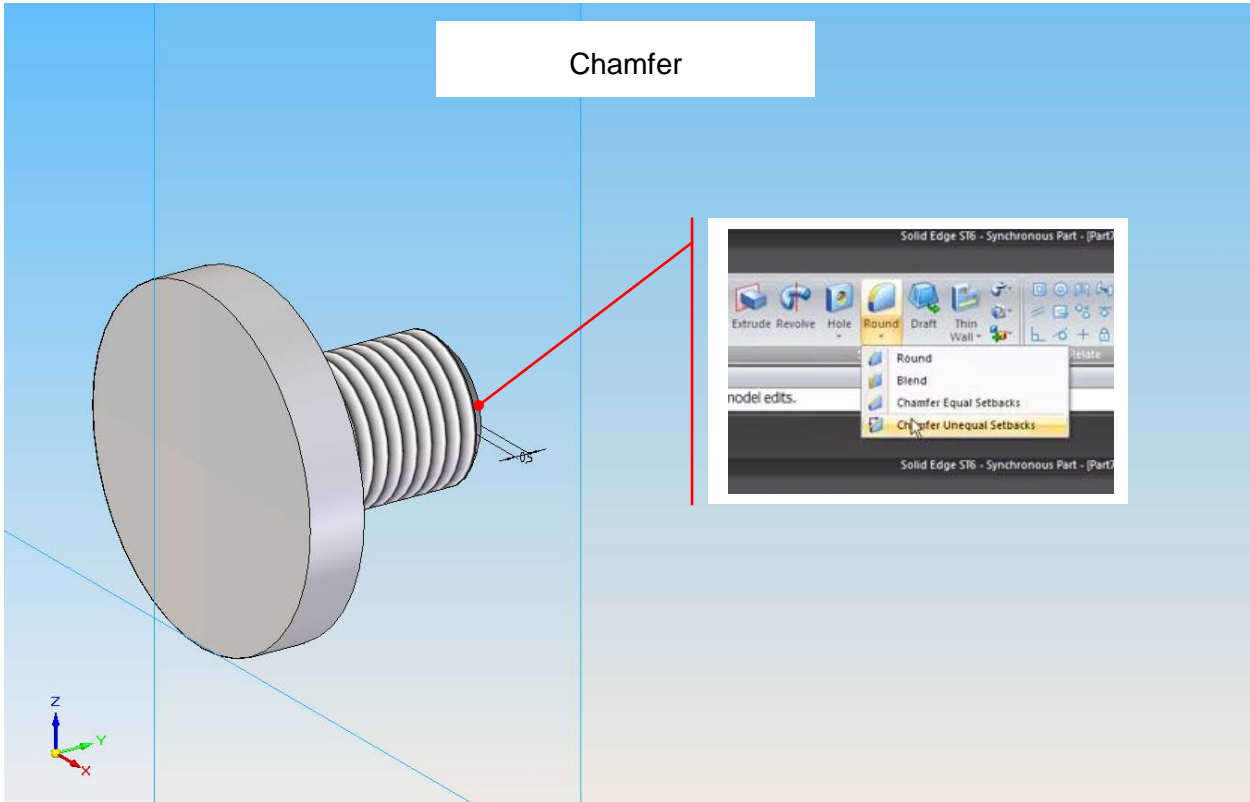 Chamfer
Solid Edge ST6 - Synchronous Part - [Part7
Extrude Revolve Hole Round Draft Thin Wall
Relate
Round
Blend
nodel edits.
Chamfer Equal Setbacks
Chamfer Unequal Setbacks
Solid Edge ST6 - Synchronous Part - [Part7
0,5
Z
Y
X